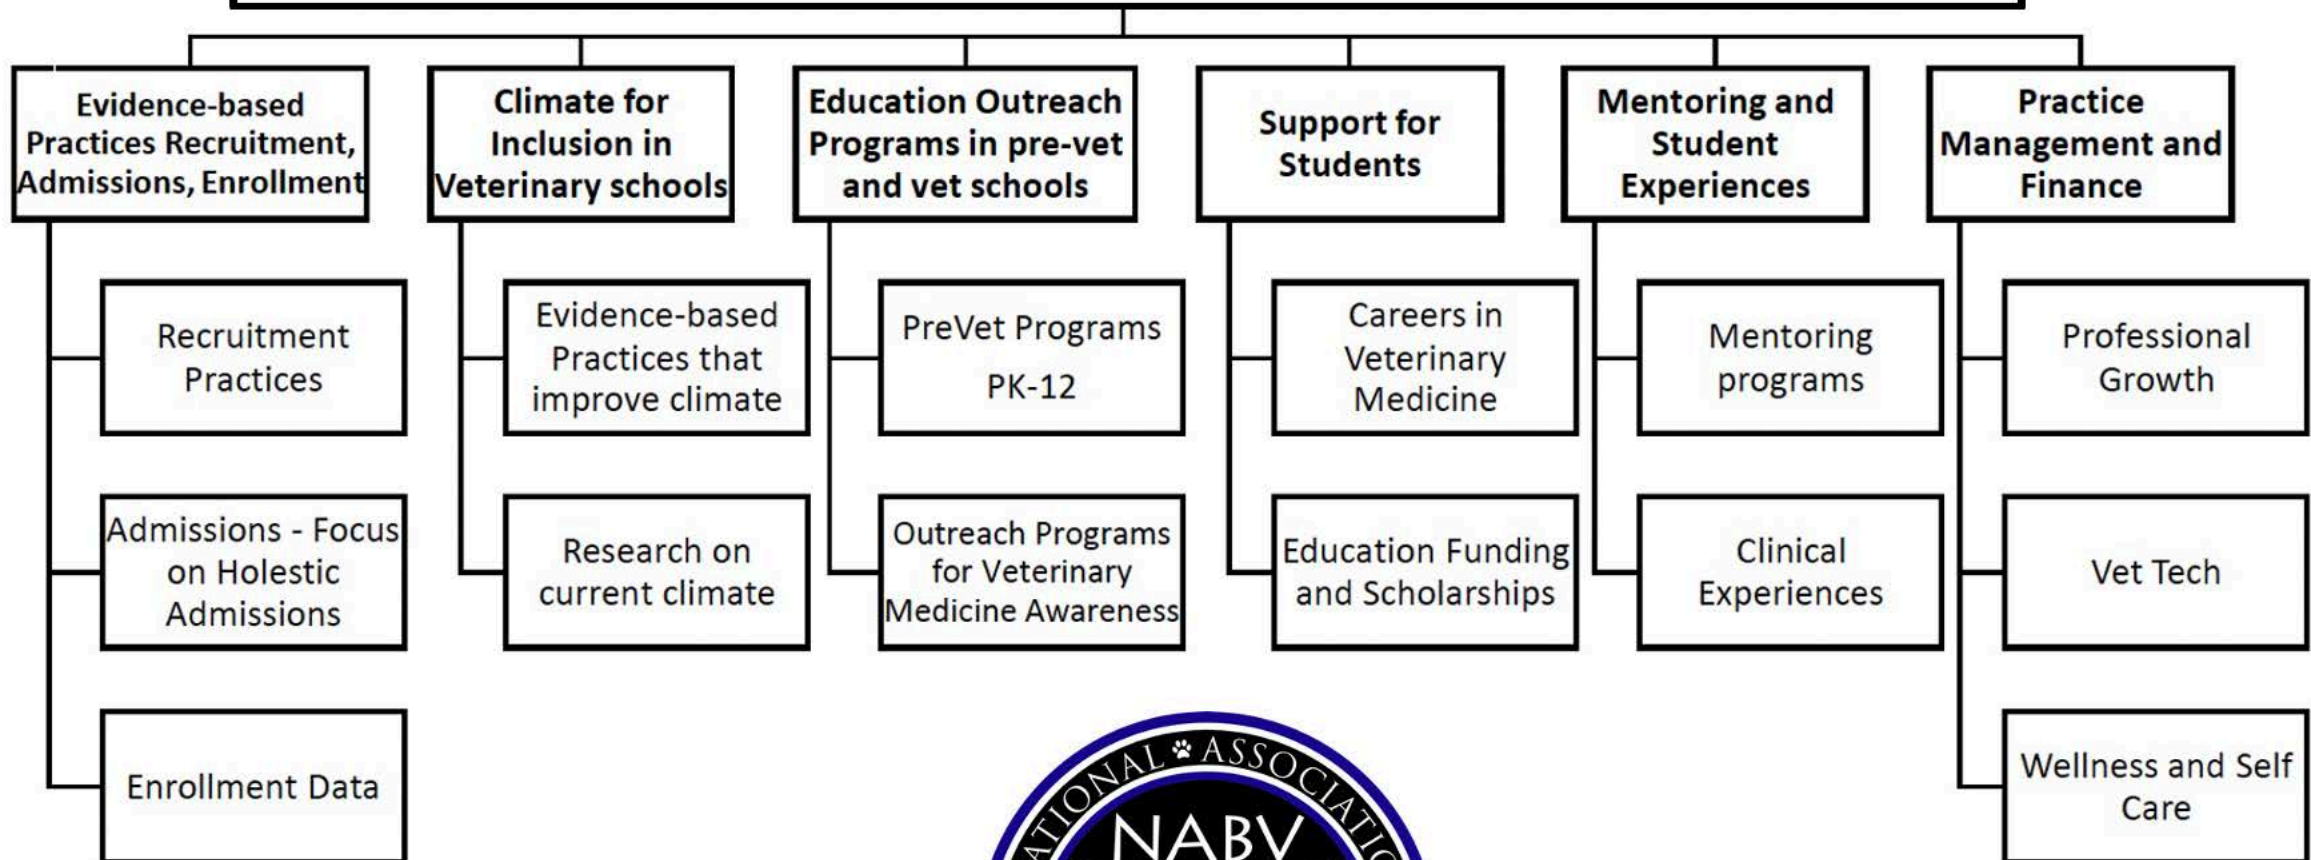 Evidence-based
Practices Recruitment,
Admissions, Enrollment
Climate for
Inclusion in
Veterinary schools
Education Outreach
Programs in pre-vet
and vet schools
Support for
Students
Mentoring and
Student
Experiences
Practice
Management and
Finance
Recruitment
Practices
Evidence-based
Practices that
improve climate
PreVet Programs
PK-12
Careers in
Veterinary
Medicine
Mentoring
programs
Professional
Growth
Admissions - Focus
on Holestic
Admissions
Research on
current climate
Outreach Programs
for Veterinary
Medicine Awareness
Education Funding
and Scholarships
Clinical
Experiences
Vet Tech
Enrollment Data
Wellness and Self
Care
ATIONAL ASSOCIATIO
NABV